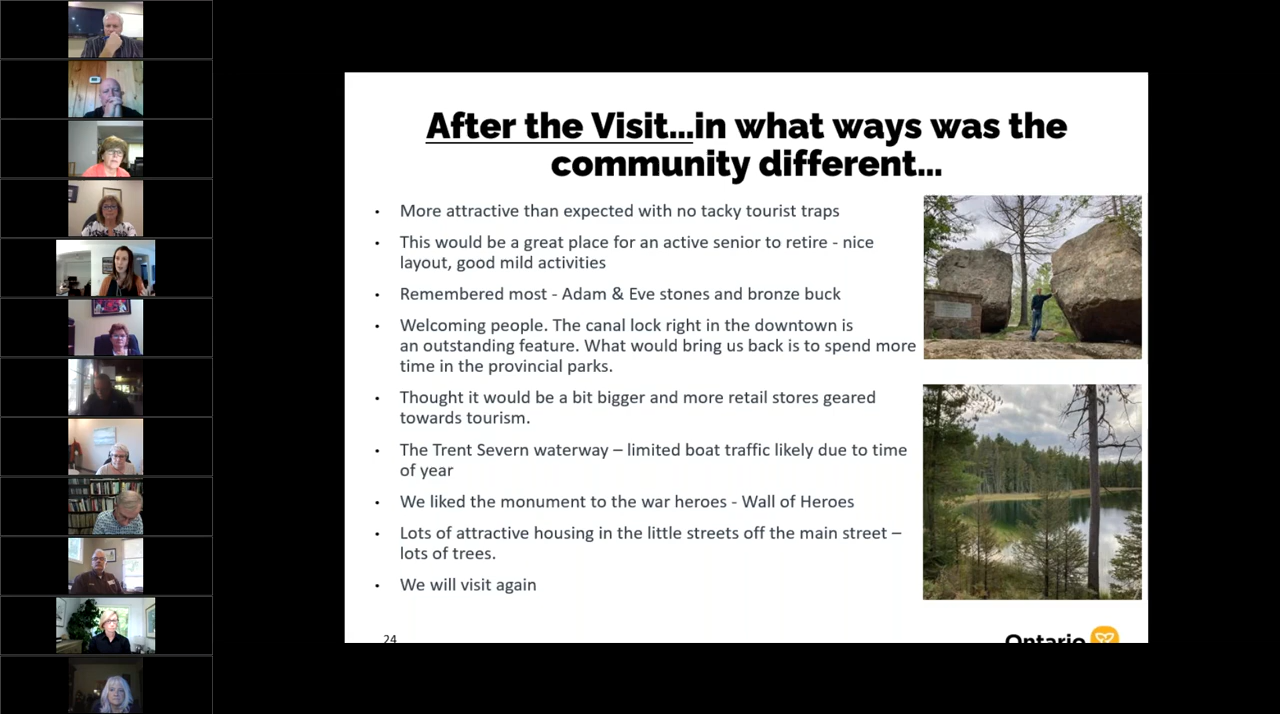 After the Visit...in what ways was the
community different...
• More attractive than expected with no tacky tourist traps
• This would be a great place for an active senior to retire - nice
layout, good mild activities
• Remembered most - Adam & Eve stones and bronze buck
• Welcoming people. The canal lock right in the downtown is
an outstanding feature. What would bring us back is to spend more
time in the provincial parks.
• Thought it would be a bit bigger and more retail stores geared
towards tourism.
• The Trent Severn waterway – limited boat traffic likely due to time
of year
• We liked the monument to the war heroes - Wall of Heroes
• Lots of attractive housing in the little streets off the main street –
lots of trees.
• We will visit again
24
Ontario